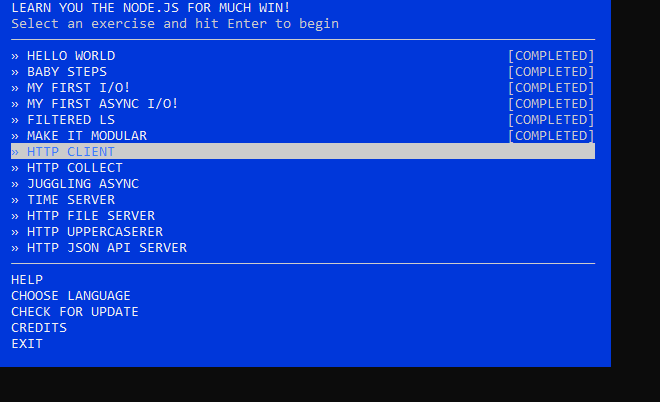 LEARN YOU THE NODE.JS FOR MUCH WIN!
Select an exercise and hit Enter to begin
» HELLO WORLD [COMPLETED]
» BABY STEPS [COMPLETED]
» MY FIRST I/O! [COMPLETED]
» MY FIRST ASYNC I/O! [COMPLETED]
» FILTERED LS [COMPLETED]
» MAKE IT MODULAR [COMPLETED]
» HTTP CLIENT
» HTTP COLLECT
» JUGGLING ASYNC
» TIME SERVER
» HTTP FILE SERVER
» HTTP UPPERCASERER
» HTTP JSON API SERVER
HELP
CHOOSE LANGUAGE
CHECK FOR UPDATE
CREDITS
EXIT